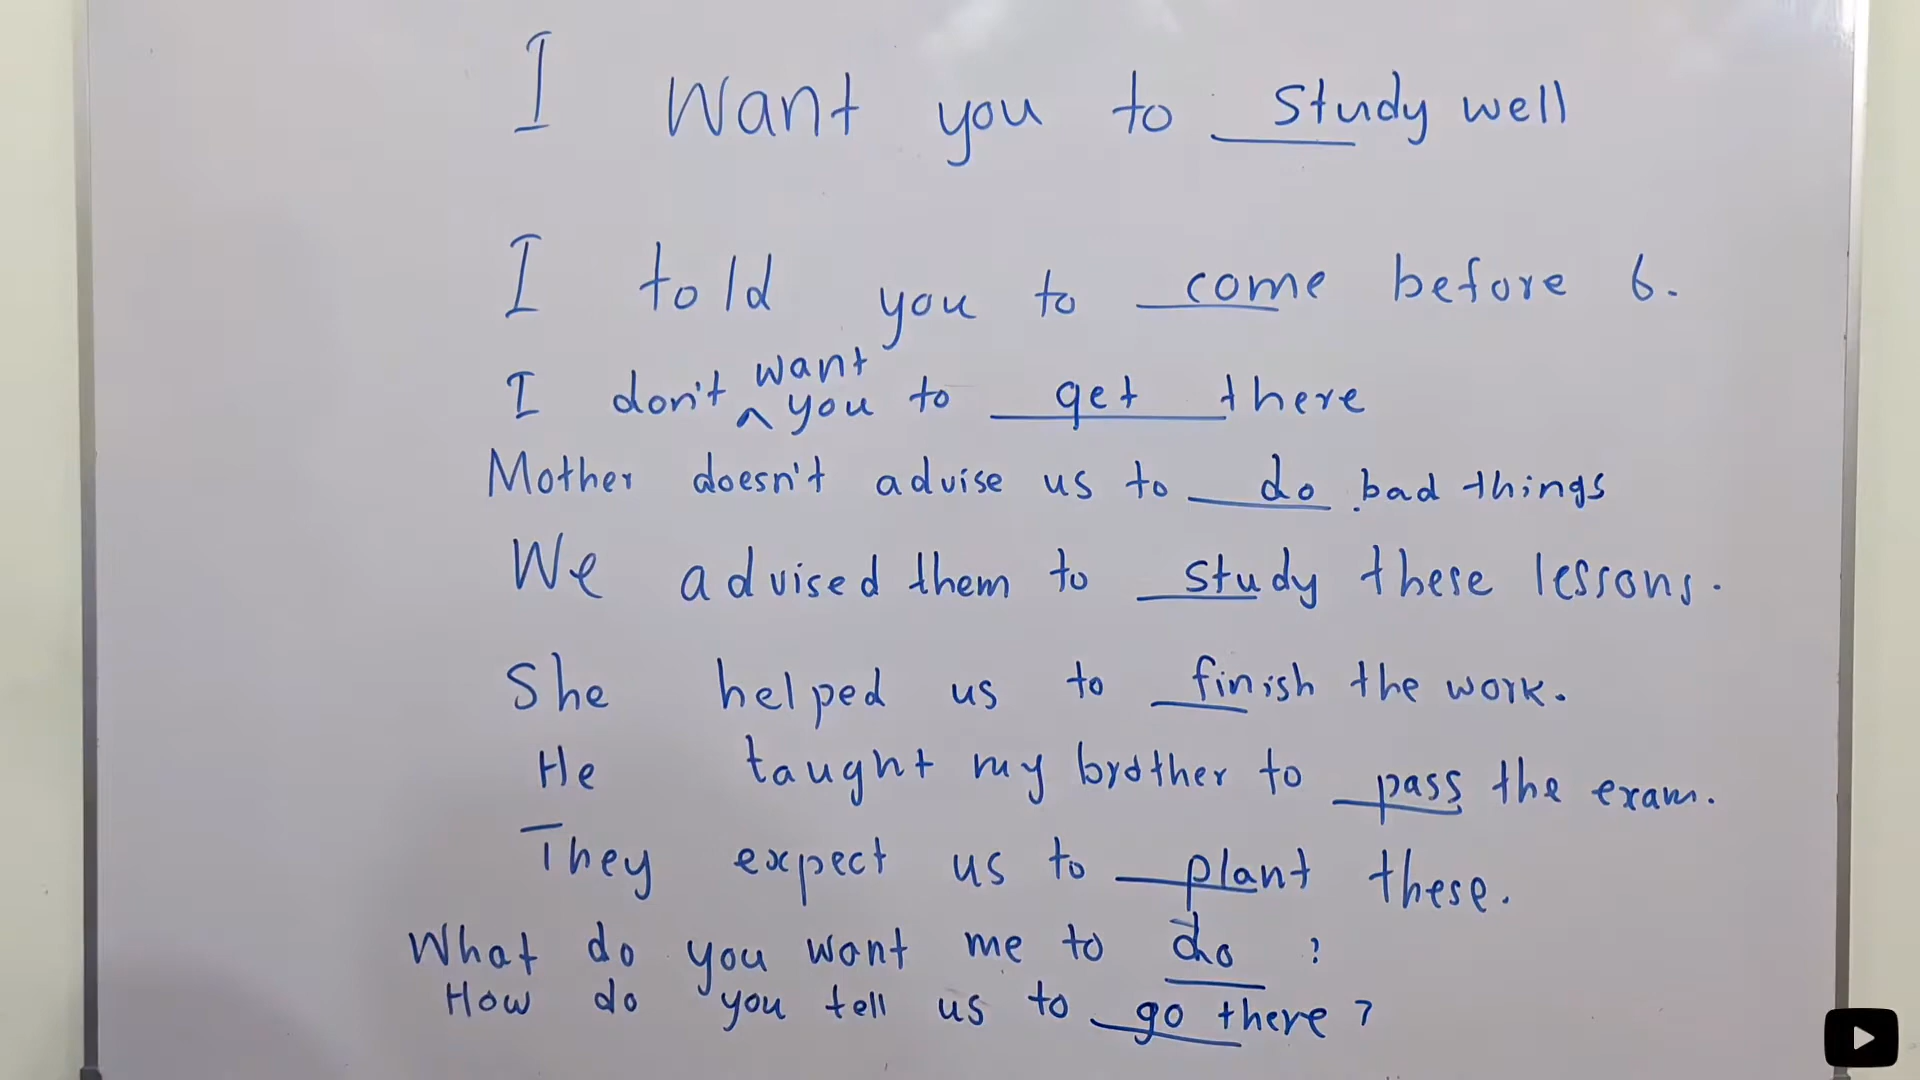 I want you to study well
I told you to come before 6.
I don't want you to get there
Mother doesn't advise us to do bad things
We advised them to study these lessons.
She helped us to finish the work.
He taught my brother to pass the exam.
They expect us to plant these.
What do you want me to do ?
How do you tell us to go there ?